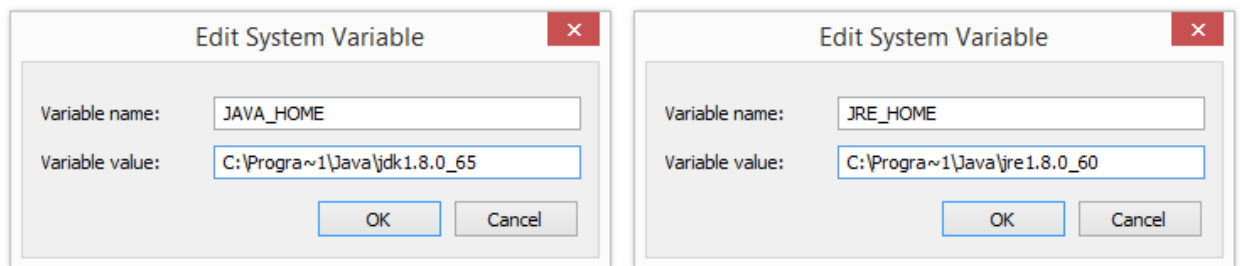 Edit System Variable
Variable name: JAVA_HOME
Variable value: C:\Progra~1\Java\jdk1.8.0_65
OK Cancel
Edit System Variable
Variable name: JRE_HOME
Variable value: C:\Progra~1\Java\jre1.8.0_60
OK Cancel